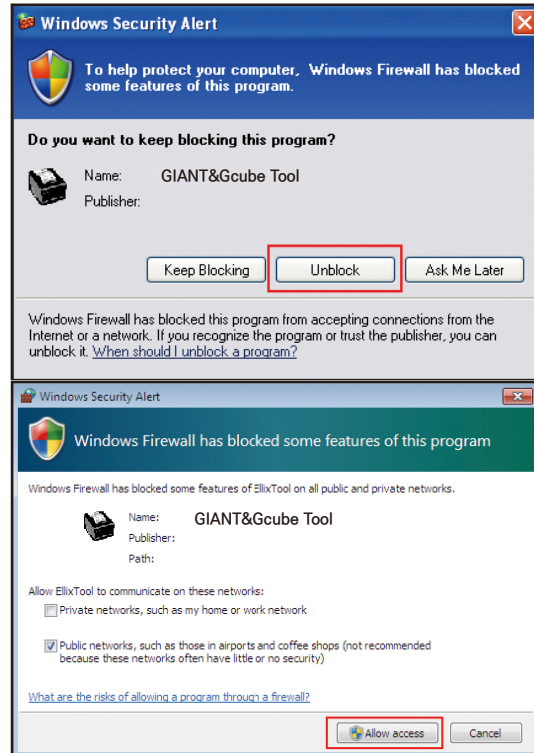 Windows Security Alert
To help protect your computer, Windows Firewall has blocked
some features of this program.
Do you want to keep blocking this program?
Name: GIANT&Gcube Tool
Publisher:
Keep Blocking Unblock Ask Me Later
Windows Firewall has blocked this program from accepting connections from the
Internet or a network. If you recognize the program or trust the publisher, you can
unblock it. When should I unblock a program?
Windows Security Alert
Windows Firewall has blocked some features of this program
Windows Firewall has blocked some features of EllixTool on all public and private networks.
Name: GIANT&Gcube Tool
Publisher:
Path:
Allow EllixTool to communicate on these networks:
Private networks, such as my home or work network
Public networks, such as those in airports and coffee shops (not recommended
because these networks often have little or no security)
What are the risks of allowing a program through a firewall?
Allow access Cancel